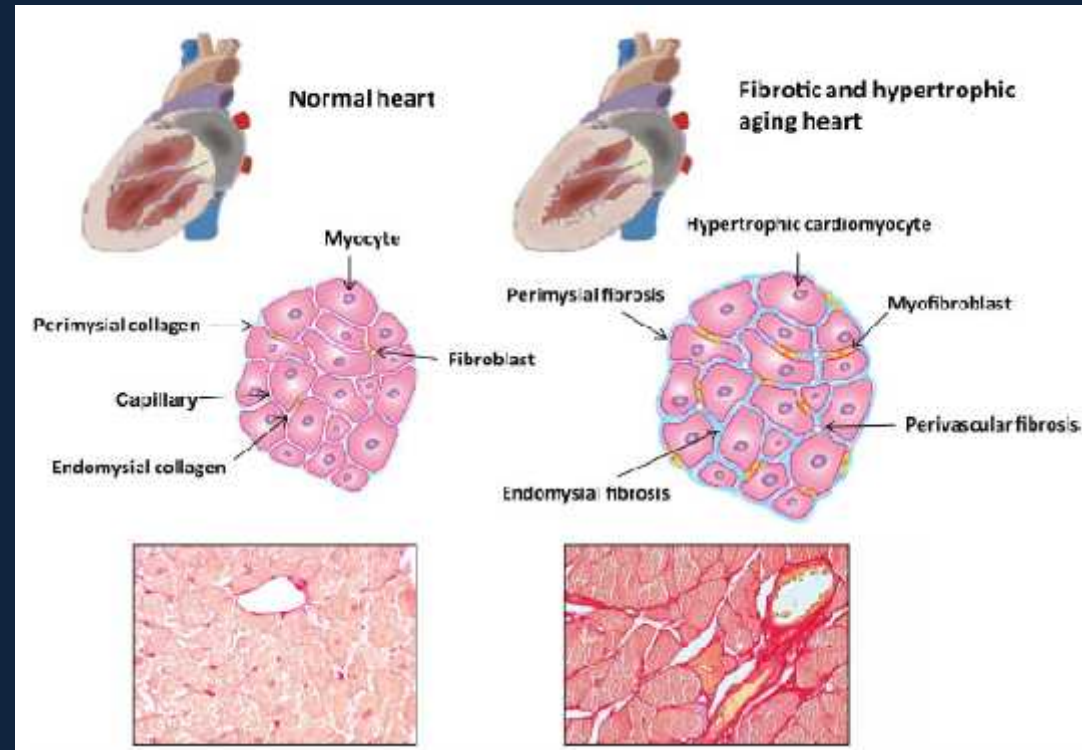 Normal heart
Fibrotic and hypertrophic
aging heart
Myocyte
Perimysial collagen
Fibroblast
Capillary
Endomysial collagen
Hypertrophic cardiomyocyte
Perimysial fibrosis
Myofibroblast
Perivascular fibrosis
Endomysial fibrosis